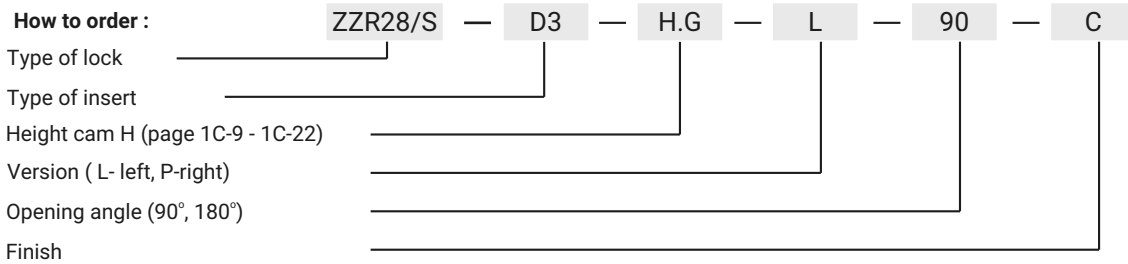 How to order : ZZR28/S — D3 — H.G — L — 90 — C
Type of lock
Type of insert
Height cam H (page 1C-9 - 1C-22)
Version ( L- left, P-right)
Opening angle (90°, 180°)
Finish